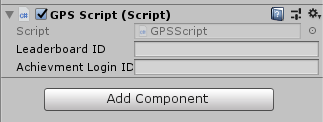 GPS Script (Script)
Script GPSScript
Leaderboard ID
Achievment Login ID
Add Component